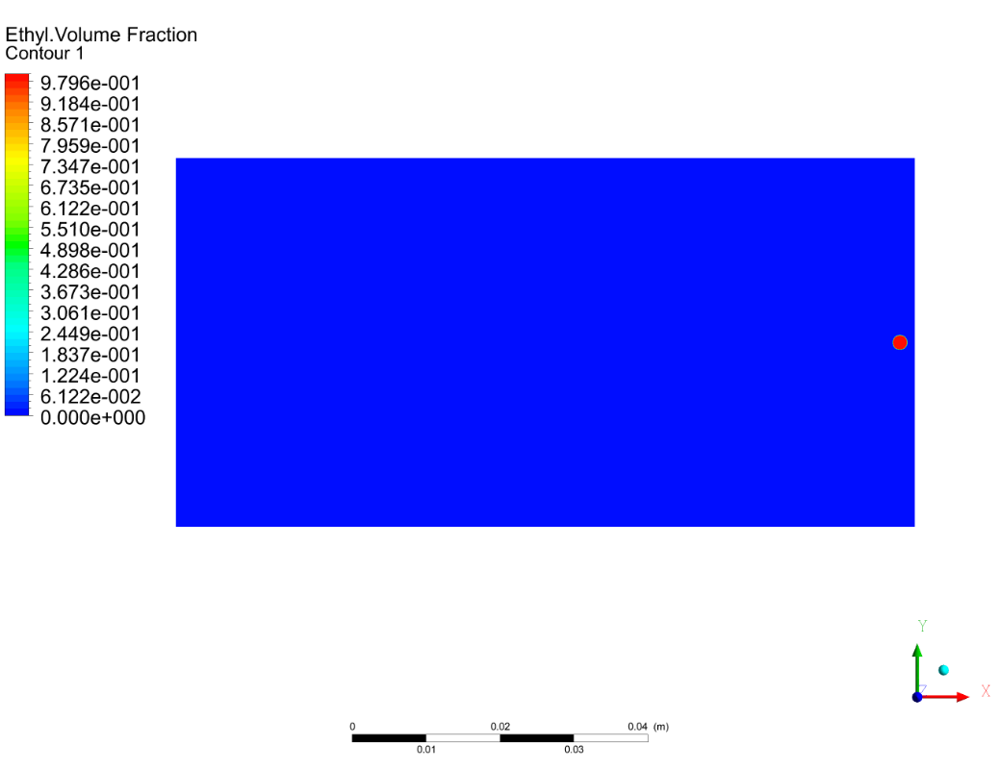 Ethyl.Volume Fraction
Contour 1
9.796e-001
9.184e-001
8.571e-001
7.959e-001
7.347e-001
6.735e-001
6.122e-001
5.510e-001
4.898e-001
4.286e-001
3.673e-001
3.061e-001
2.449e-001
1.837e-001
1.224e-001
6.122e-002
0.000e+000
Y
Z
X
0 0.02 0.04 (m)
0.01 0.03